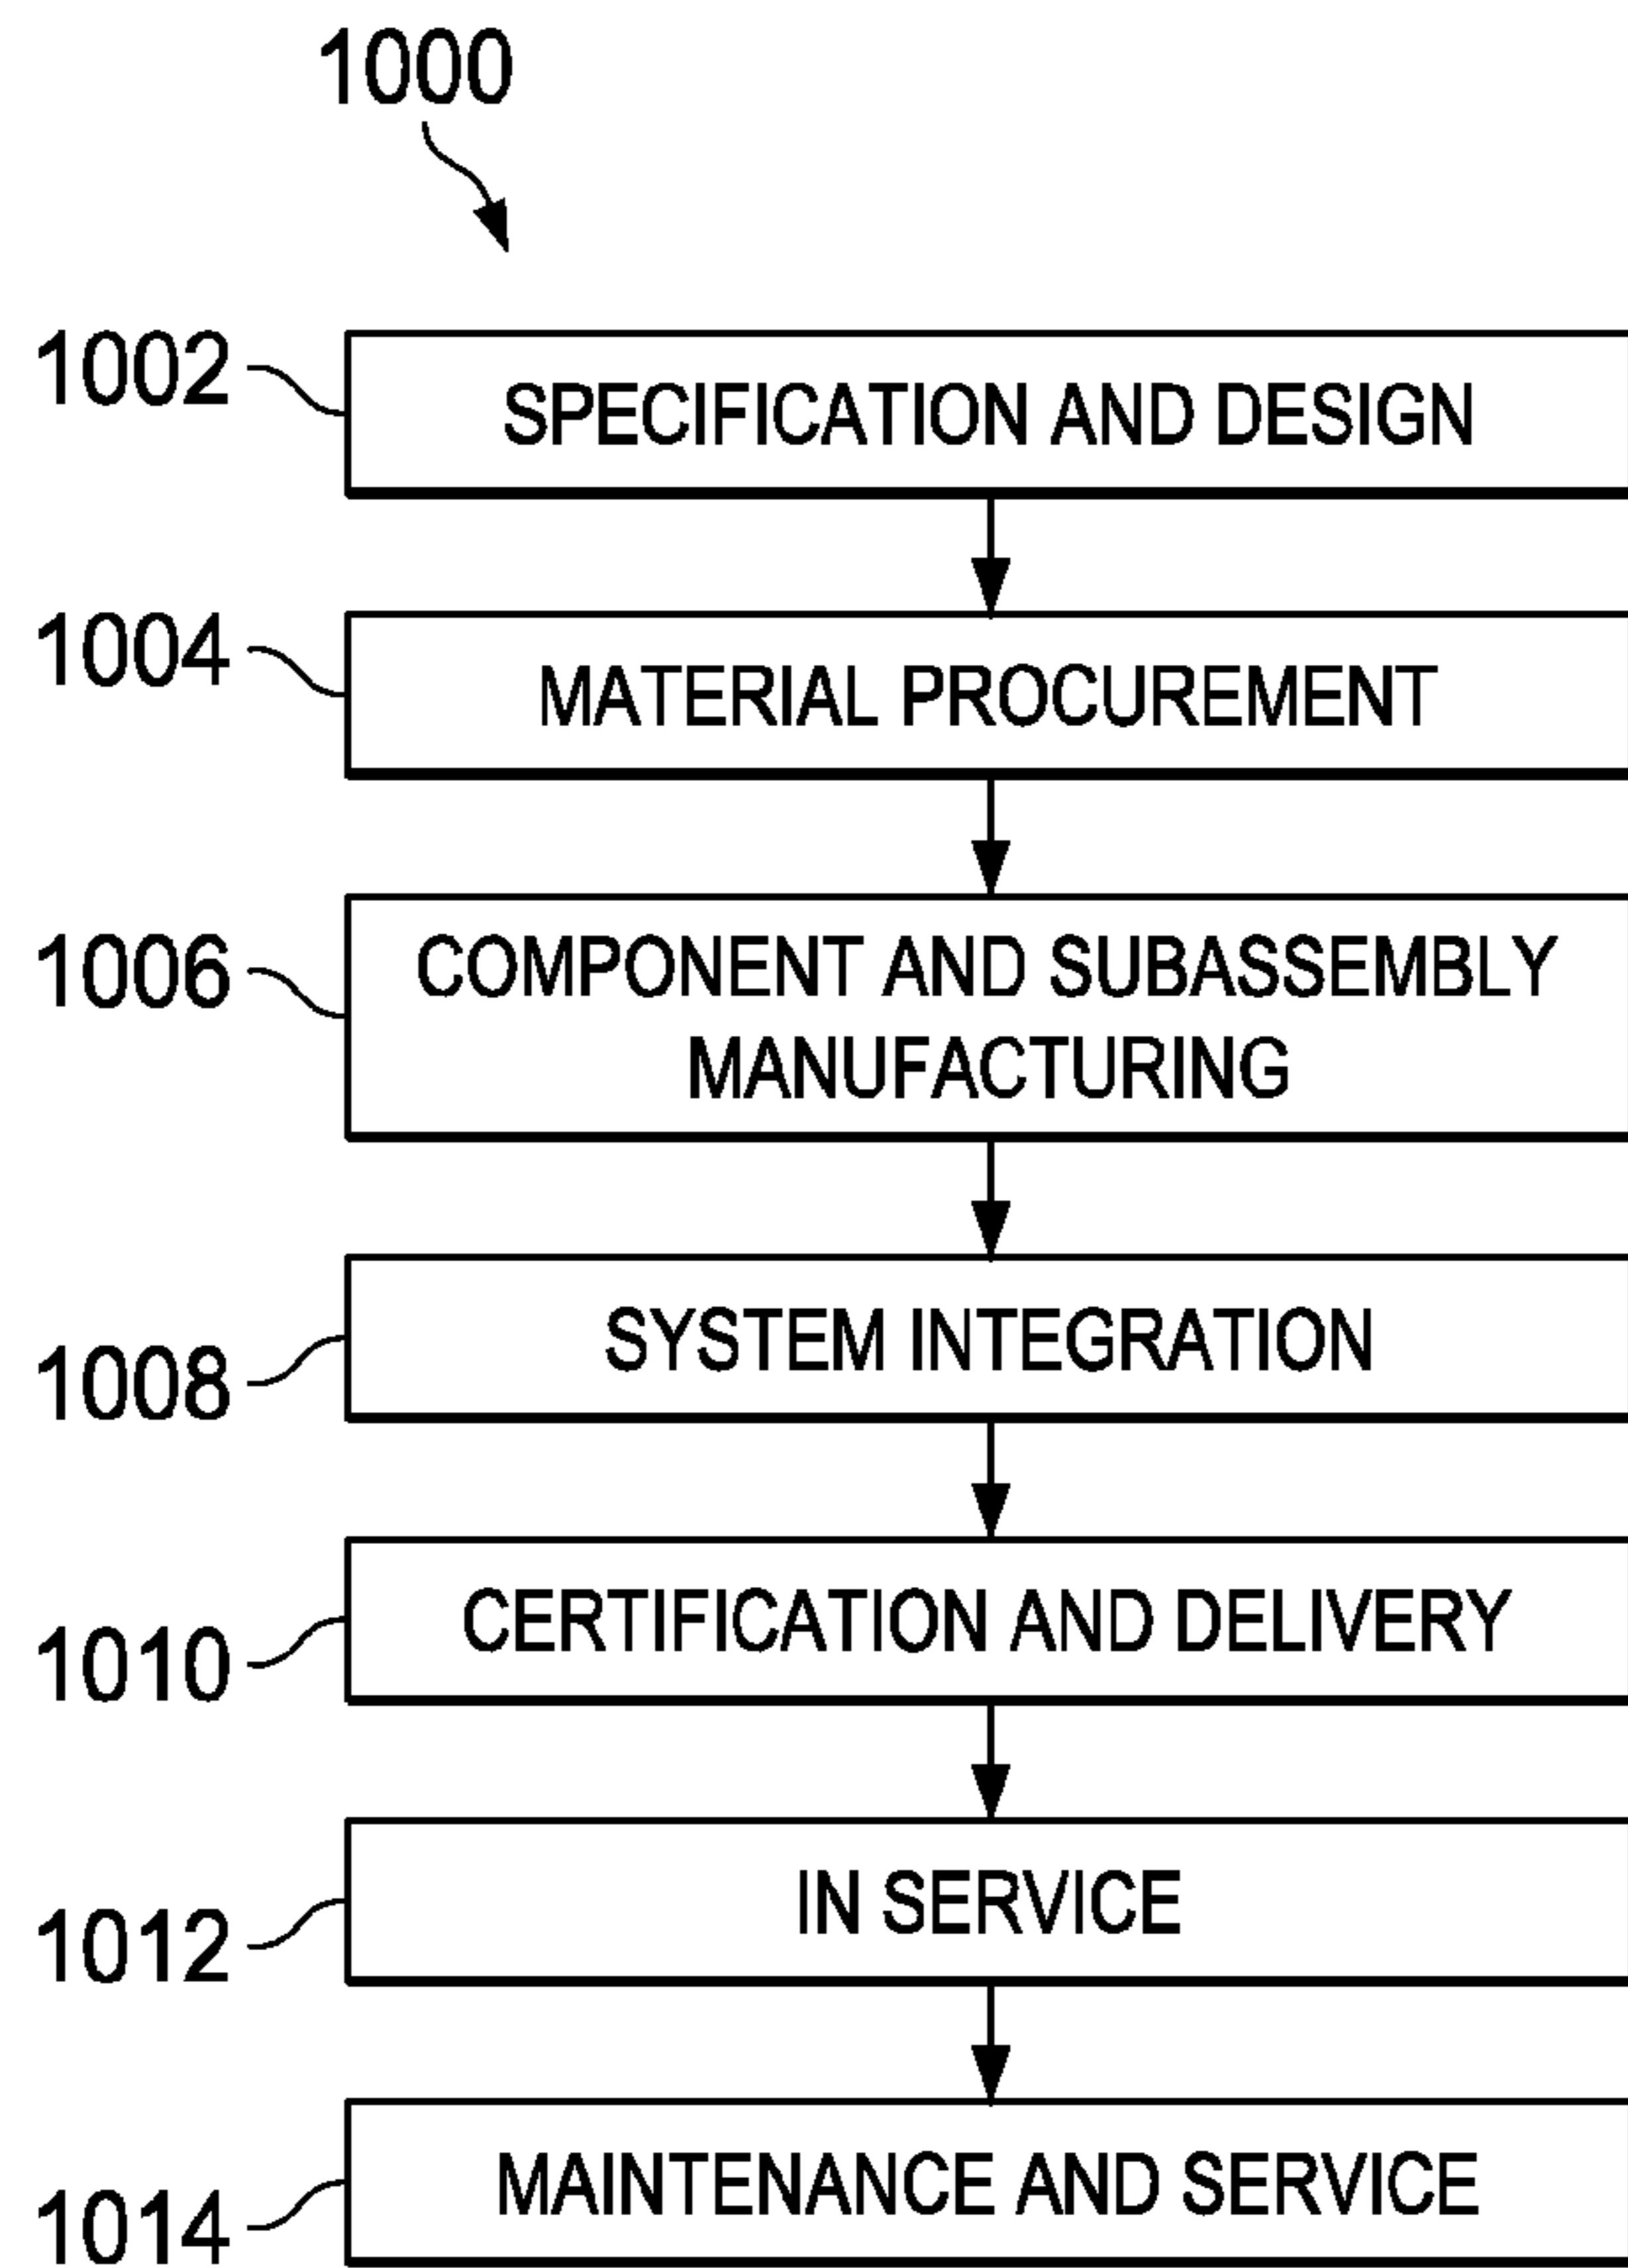 1000
1002
SPECIFICATION AND DESIGN
1004
MATERIAL PROCUREMENT
1006
COMPONENT AND SUBASSEMBLY
MANUFACTURING
1008
SYSTEM INTEGRATION
1010
CERTIFICATION AND DELIVERY
1012
IN SERVICE
1014
MAINTENANCE AND SERVICE